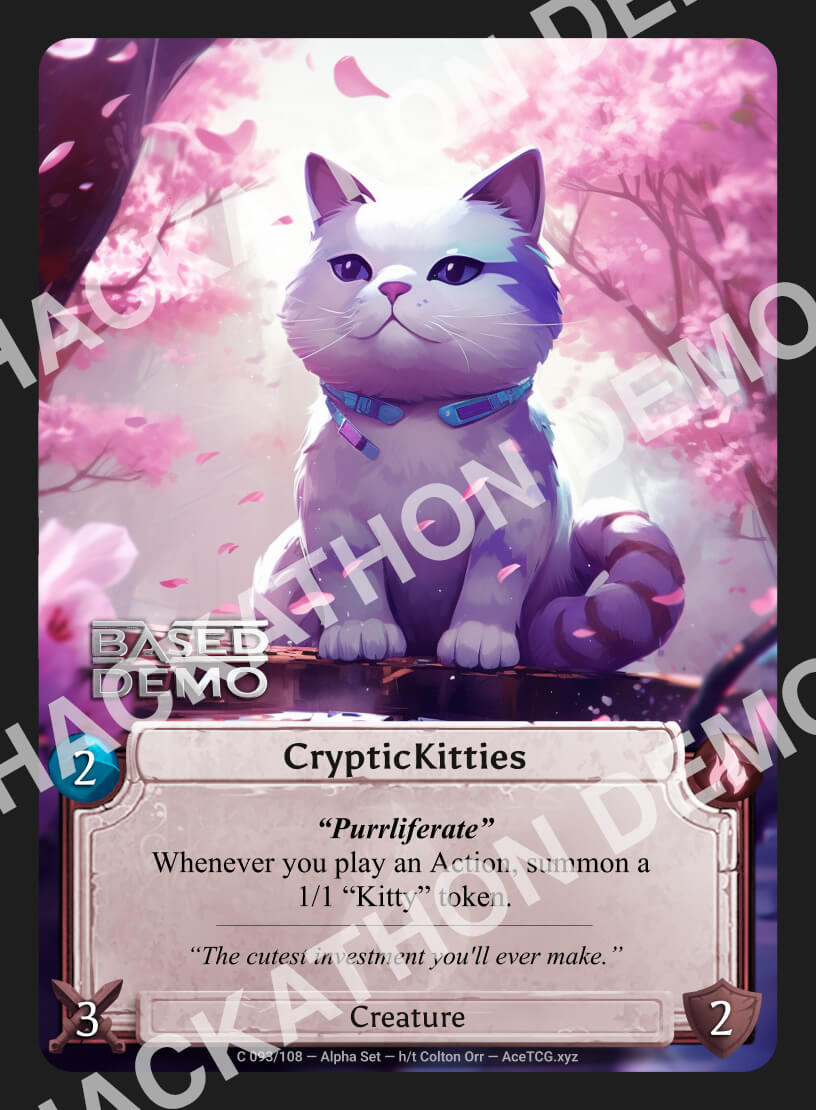 HACKATHON DEMO
HACKATHON DEMO
HACKATHON DEMO
HACKATHON DEMO
BASED
DEMO
2
CrypticKitties
“Purrliferate”
Whenever you play an Action, summon a
1/1 “Kitty” token.
“The cutest investment you'll ever make.”
3
Creature
2
C 093/108 — Alpha Set — h/t Colton Orr — AceTCG.xyz